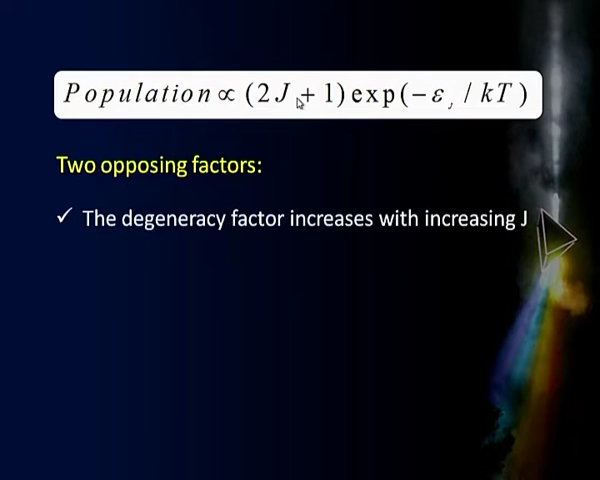 Population ∝ (2J + 1) exp(−ε_J / kT)
Two opposing factors:
✓ The degeneracy factor increases with increasing J